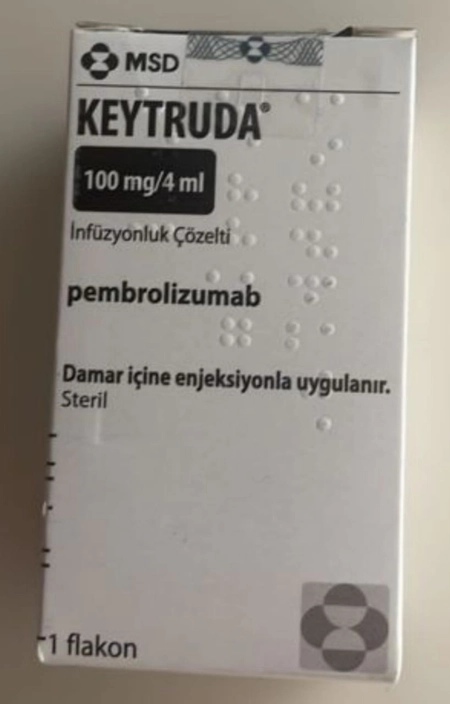 MSD
KEYTRUDA®
100 mg/4 ml
İnfüzyonluk Çözelti
pembrolizumab
Damar içine enjeksiyonla uygulanır.
Steril
1 flakon